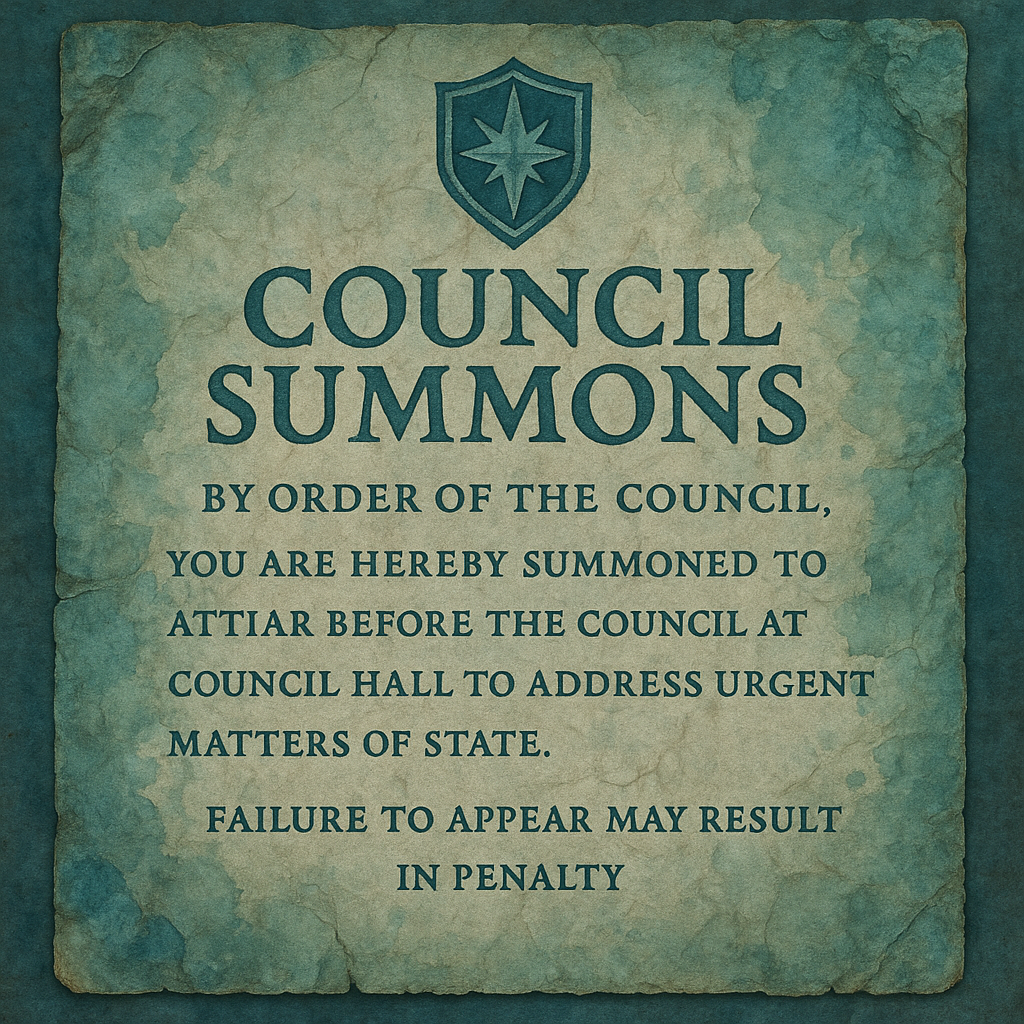 COUNCIL
SUMMONS
BY ORDER OF THE COUNCIL,
YOU ARE HEREBY SUMMONED TO
ATTIAR BEFORE THE COUNCIL AT
COUNCIL HALL TO ADDRESS URGENT
MATTERS OF STATE.
FAILURE TO APPEAR MAY RESULT
IN PENALTY